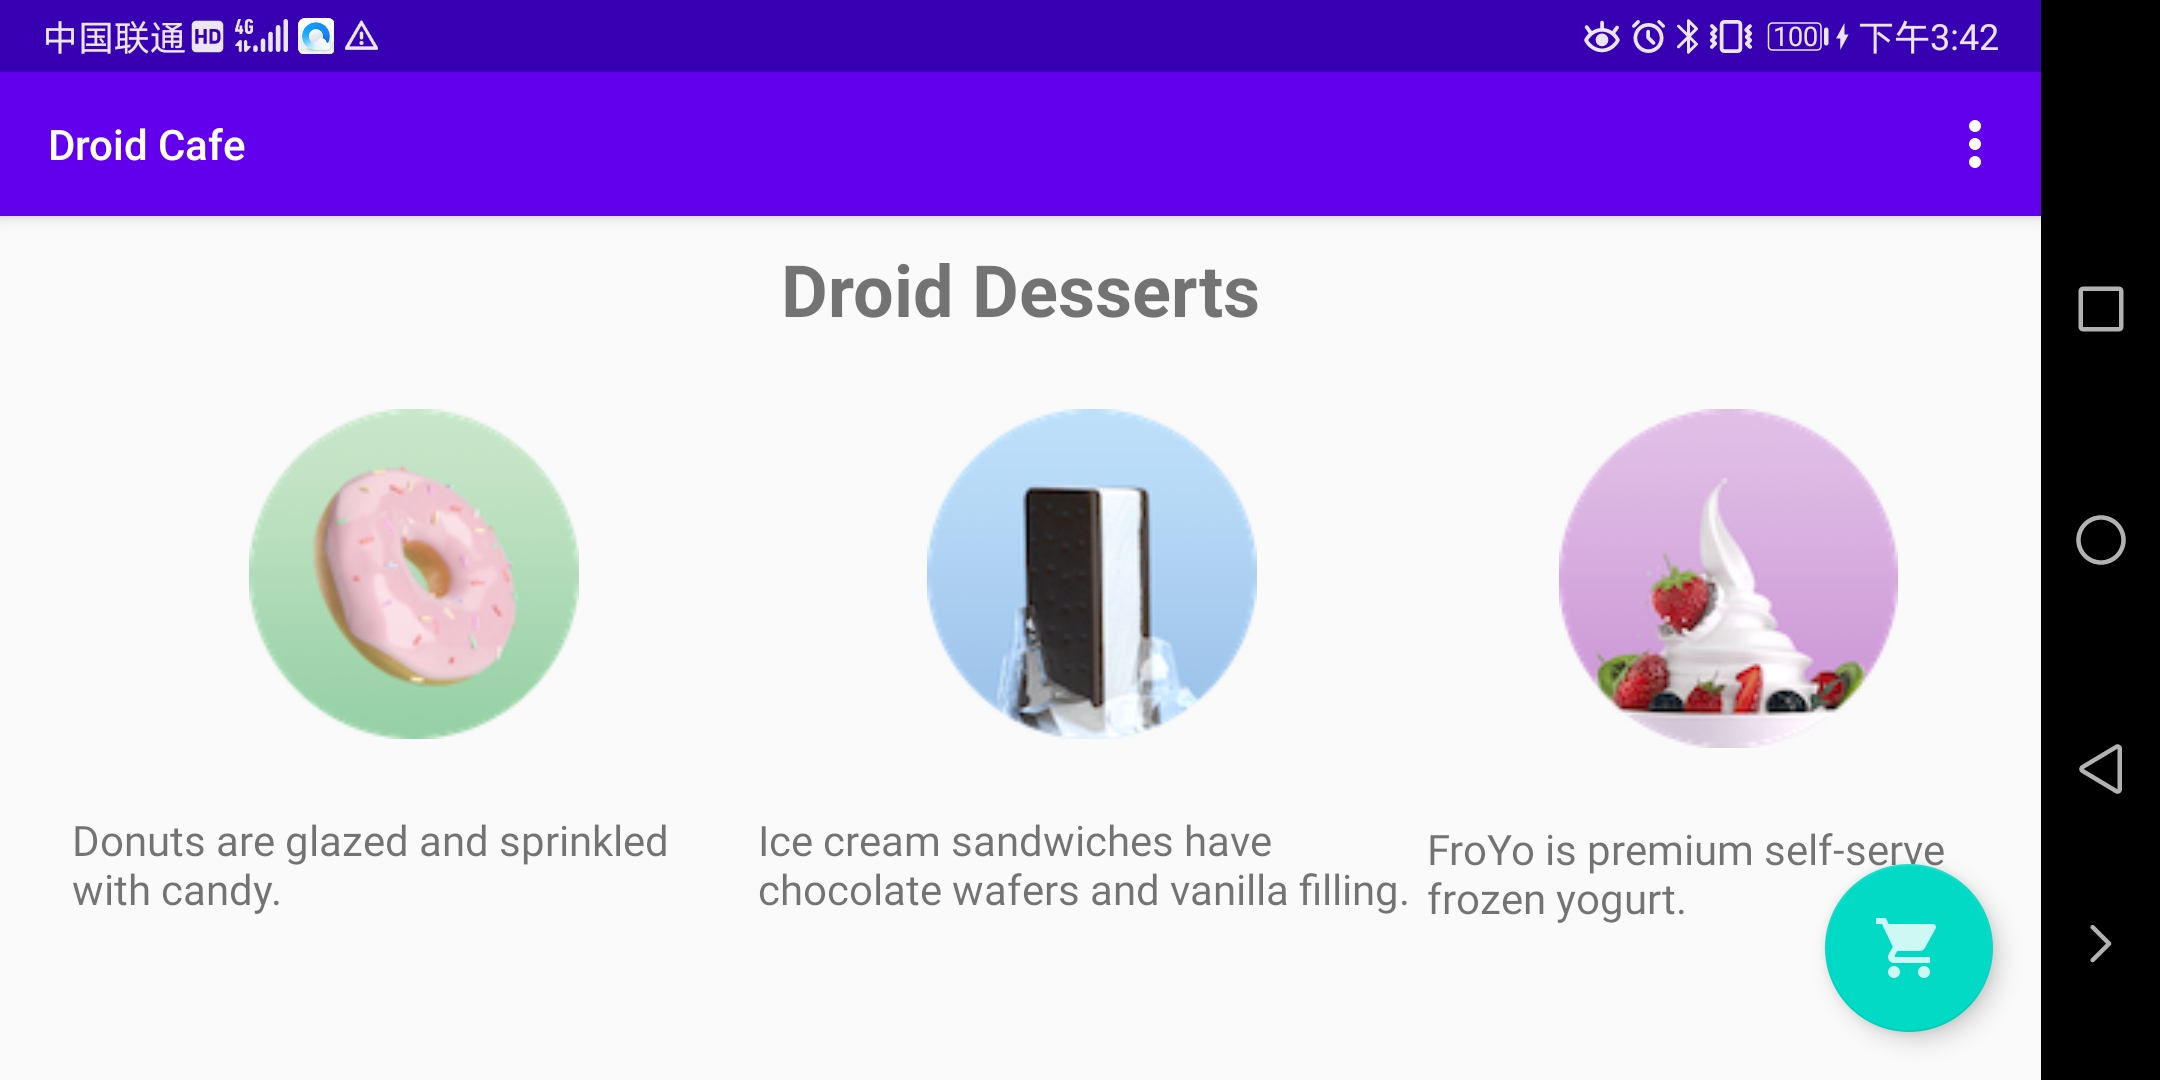 中国联通 HD 4G 100 下午3:42
Droid Cafe
Droid Desserts
Donuts are glazed and sprinkled
with candy.
Ice cream sandwiches have
chocolate wafers and vanilla filling.
FroYo is premium self-serve
frozen yogurt.